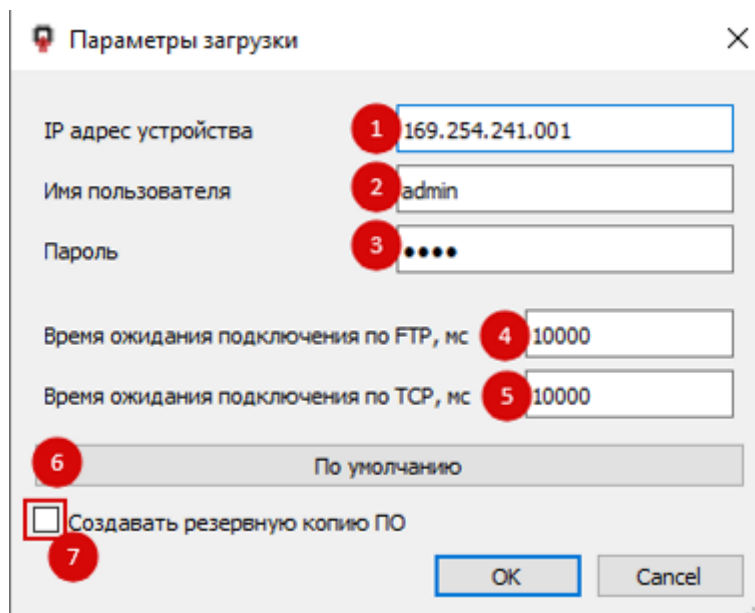 Параметры загрузки
IP адрес устройства 1 169.254.241.001
Имя пользователя 2 admin
Пароль 3 ••••
Время ожидания подключения по FTP, мс 4 10000
Время ожидания подключения по TCP, мс 5 10000
6 По умолчанию
Создавать резервную копию ПО
7
OK Cancel